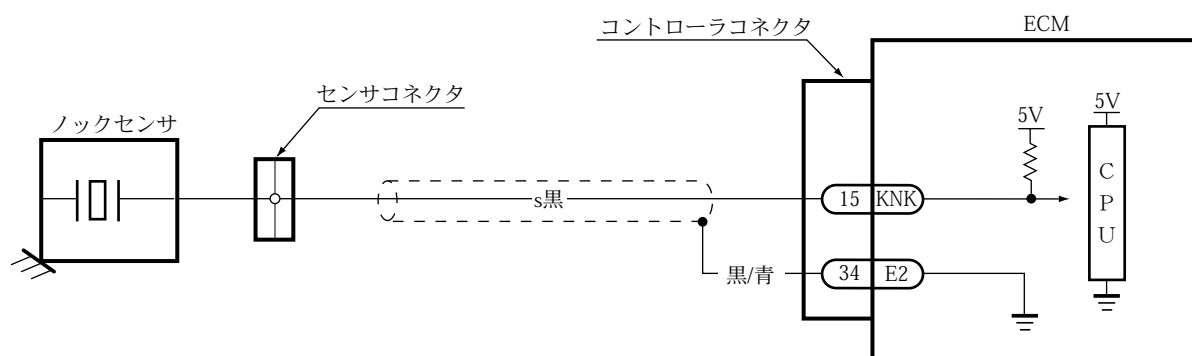 コントローラコネクタ
ECM
センサコネクタ
ノックセンサ
5V
5V
s黒
15
KNK
CPU
黒/青
34
E2